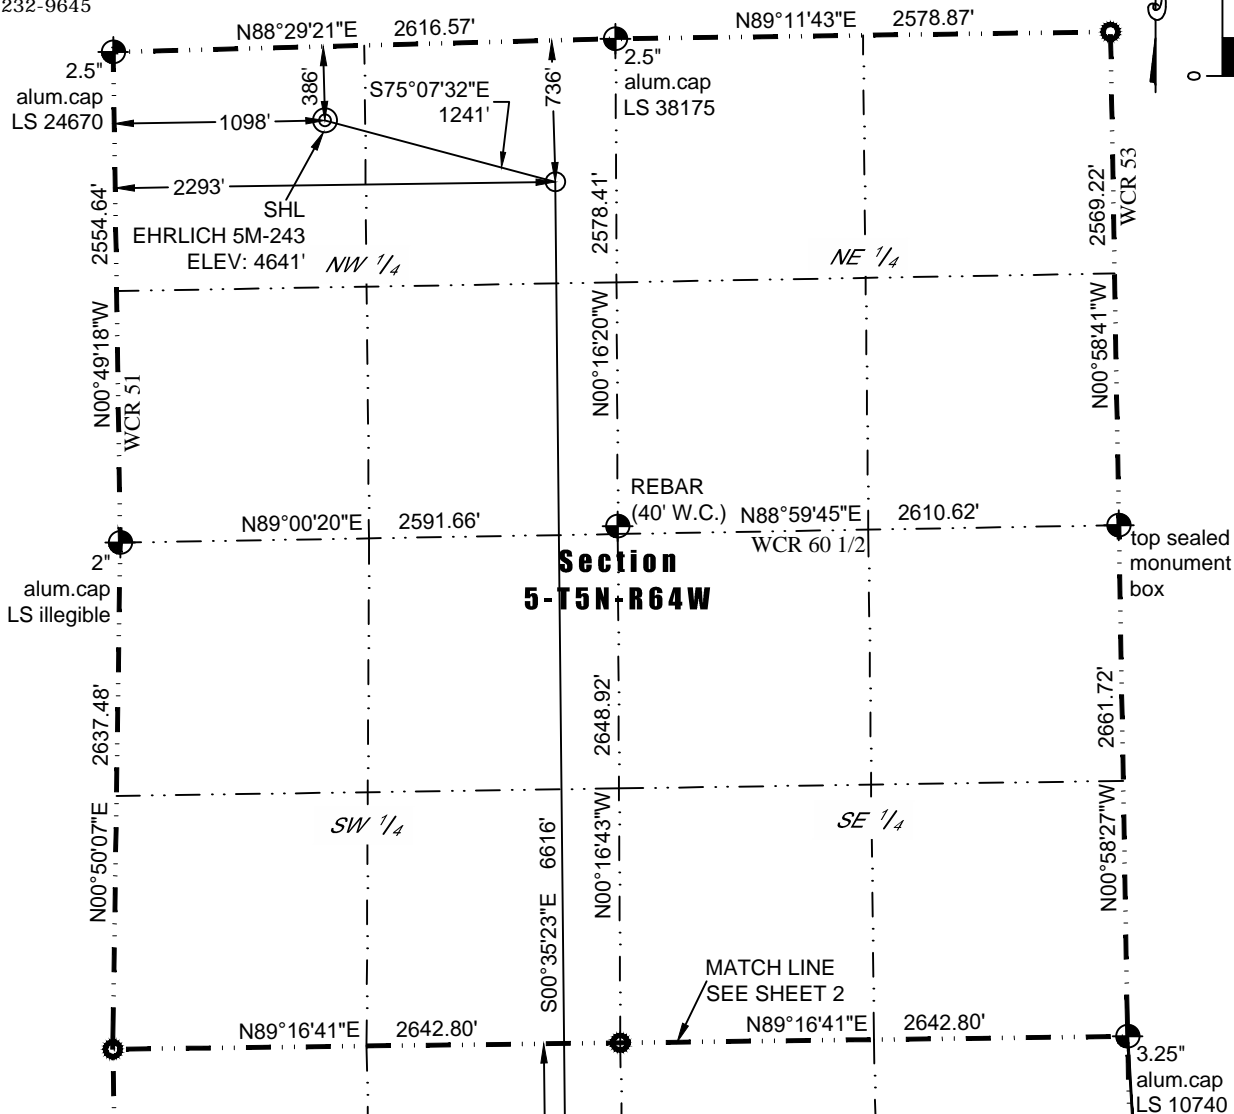 232-9645
N88°29'21"E 2616.57'
N89°11'43"E 2578.87'
0
2.5"
alum.cap
LS 24670
386'
S75°07'32"E
1241'
736'
2.5"
alum.cap
LS 38175
1098'
2293'
SHL
EHRLICH 5M-243
ELEV: 4641'
NW 1/4
NE 1/4
2554.64'
N00°49'18"W
WCR 51
2578.41'
N00°16'20"W
2569.22'
N00°58'41"W
WCR 53
REBAR
(40' W.C.)
N89°00'20"E 2591.66'
N88°59'45"E 2610.62'
WCR 60 1/2
2"
alum.cap
LS illegible
Section
5-T5N-R64W
top sealed
monument
box
2637.48'
N00°50'07"E
2648.92'
N00°16'43"W
2661.72'
N00°58'27"W
SW 1/4
SE 1/4
S00°35'23"E 6616'
MATCH LINE
SEE SHEET 2
N89°16'41"E 2642.80'
N89°16'41"E 2642.80'
3.25"
alum.cap
LS 10740